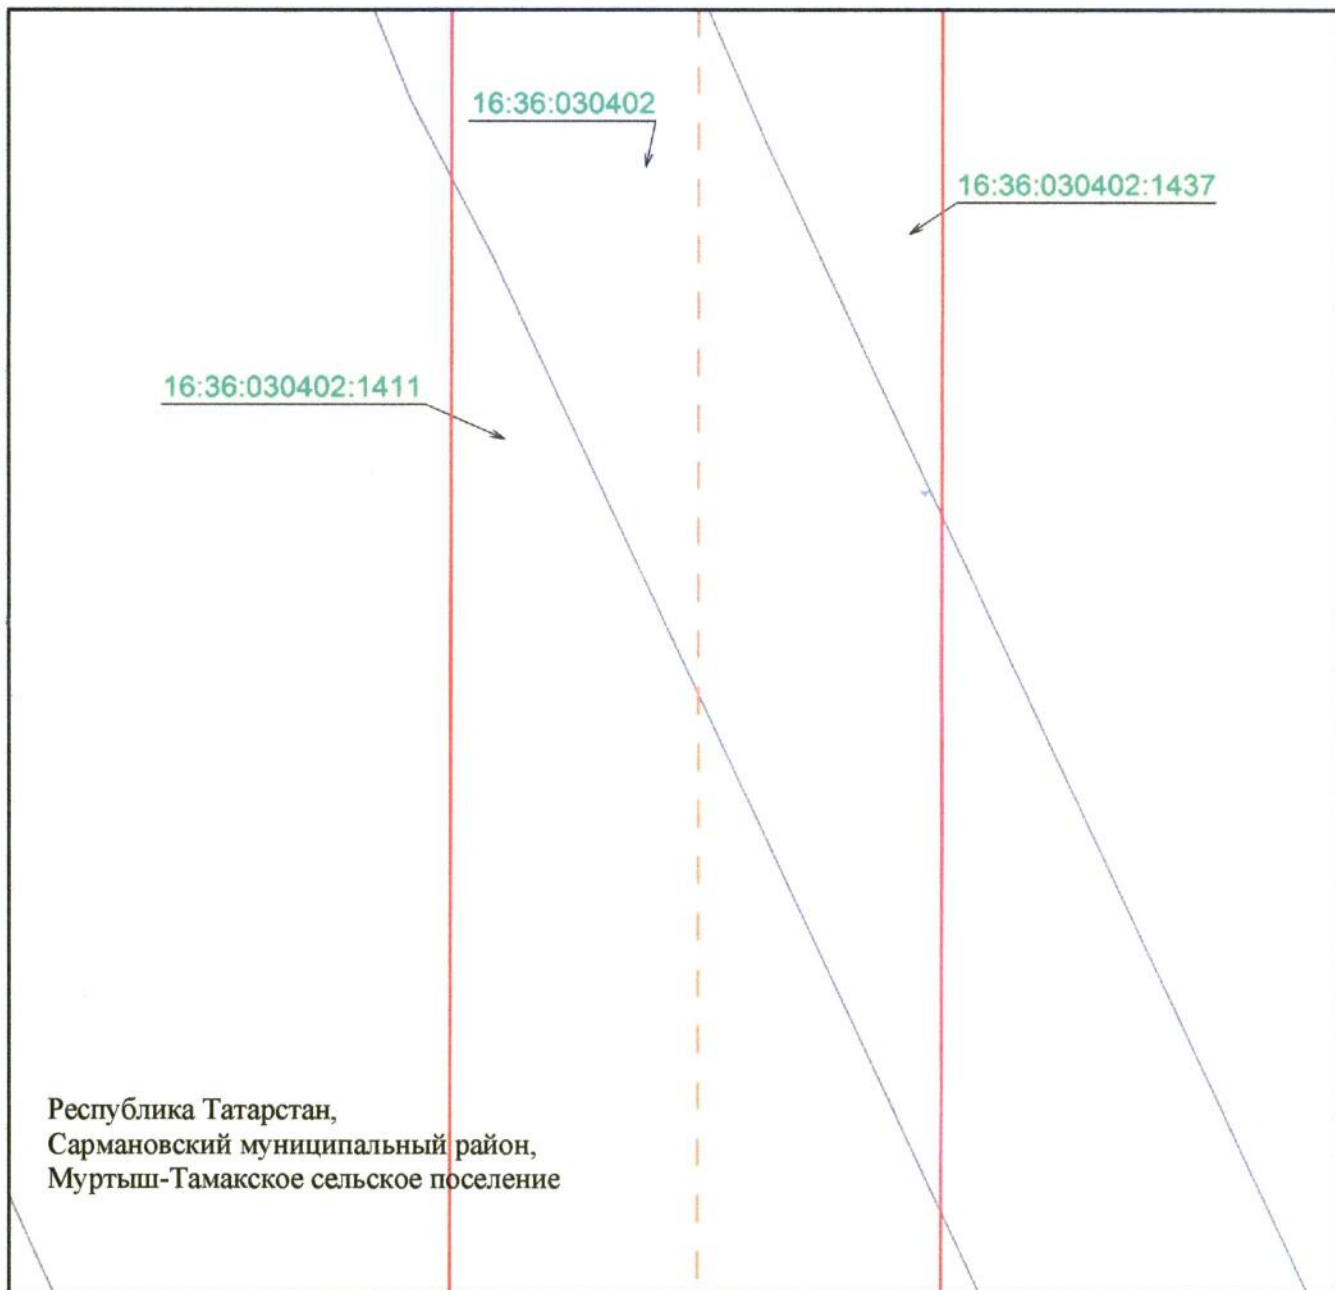 16:36:030402
16:36:030402:1437
16:36:030402:1411
Республика Татарстан,
Сармановский муниципальный район,
Муртыш-Тамакское сельское поселение